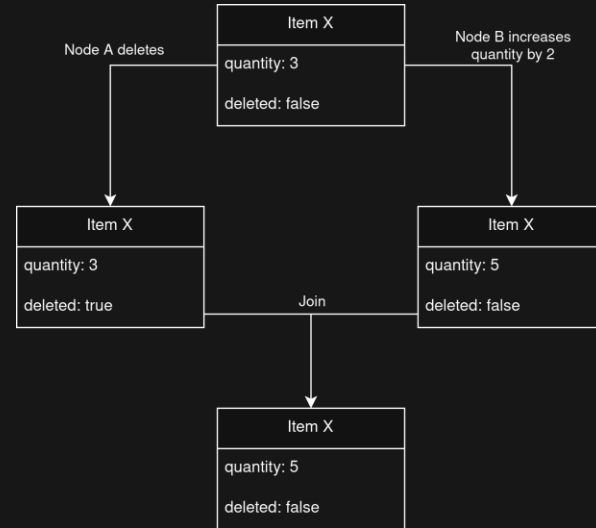 Item X
Node A deletes
Node B increases
quantity by 2
quantity: 3
deleted: false
Item X
quantity: 3
deleted: true
Item X
quantity: 5
deleted: false
Join
Item X
quantity: 5
deleted: false